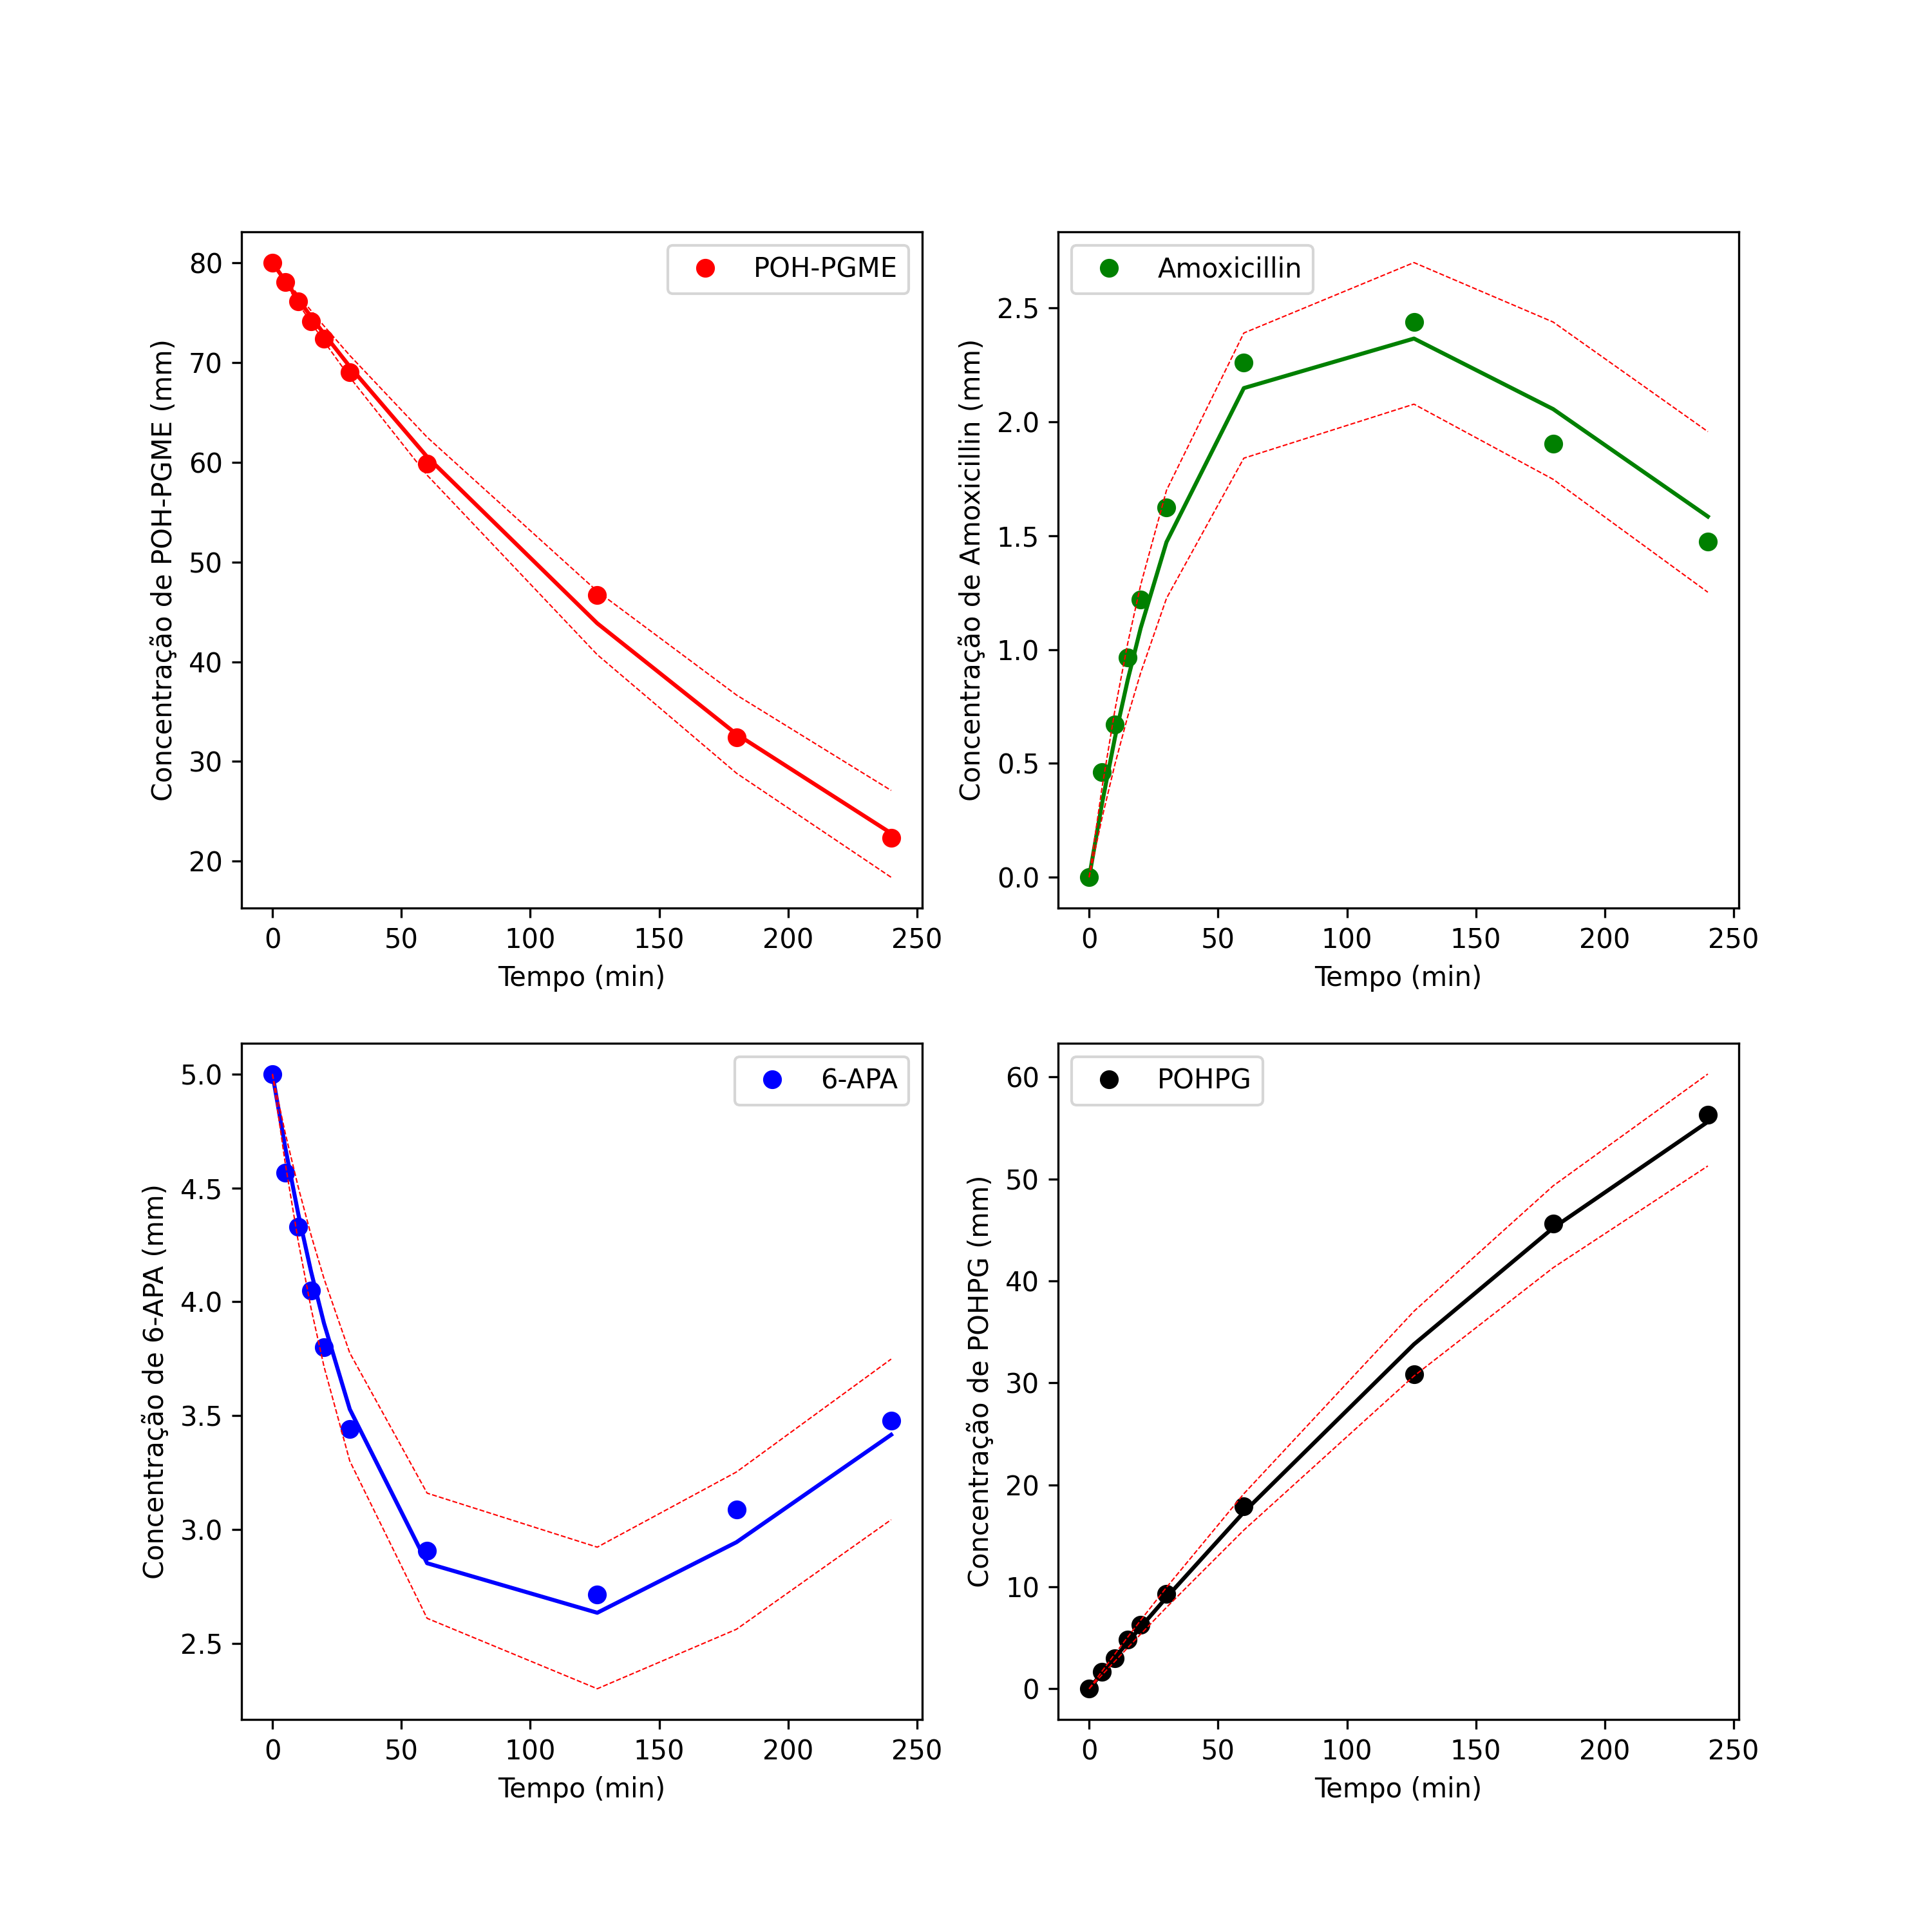 POH-PGME
Concentração de POH-PGME (mm)
80
70
60
50
40
30
20
0 50 100 150 200 250
Tempo (min)
Amoxicillin
Concentração de Amoxicillin (mm)
2.5
2.0
1.5
1.0
0.5
0.0
0 50 100 150 200 250
Tempo (min)
6-APA
Concentração de 6-APA (mm)
5.0
4.5
4.0
3.5
3.0
2.5
0 50 100 150 200 250
Tempo (min)
POHPG
Concentração de POHPG (mm)
60
50
40
30
20
10
0
0 50 100 150 200 250
Tempo (min)